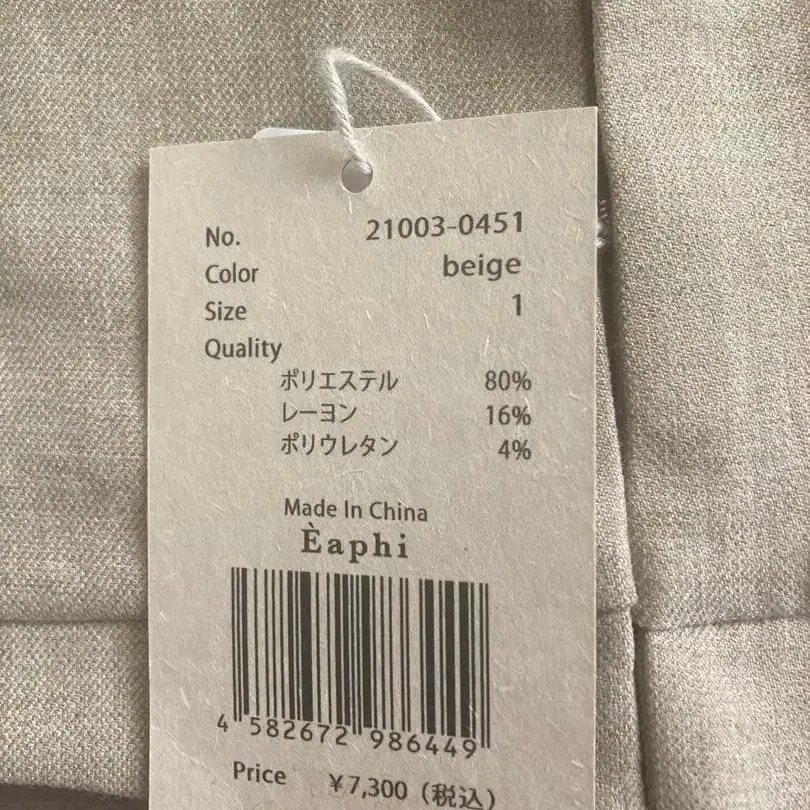 No. 21003-0451
Color beige
Size 1
Quality
ポリエステル 80%
レーヨン 16%
ポリウレタン 4%
Made In China
Èaphi
4 582672 986449
Price ¥7,300（税込）